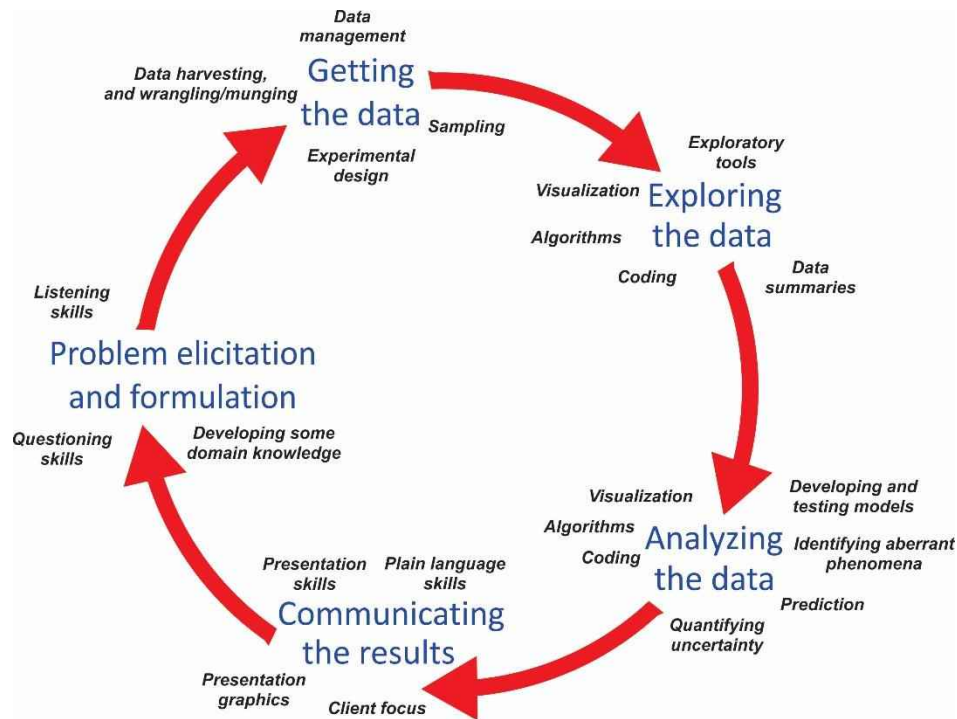 Data
management
Getting
the data
Data harvesting,
and wrangling/munging
Sampling
Experimental
design
Exploratory
tools
Visualization
Exploring
the data
Algorithms
Coding
Data
summaries
Listening
skills
Problem elicitation
and formulation
Questioning
skills
Developing some
domain knowledge
Visualization
Developing and
testing models
Algorithms
Analyzing
the data
Coding
Identifying aberrant
phenomena
Prediction
Quantifying
uncertainty
Presentation
skills
Plain language
skills
Communicating
the results
Presentation
graphics
Client focus